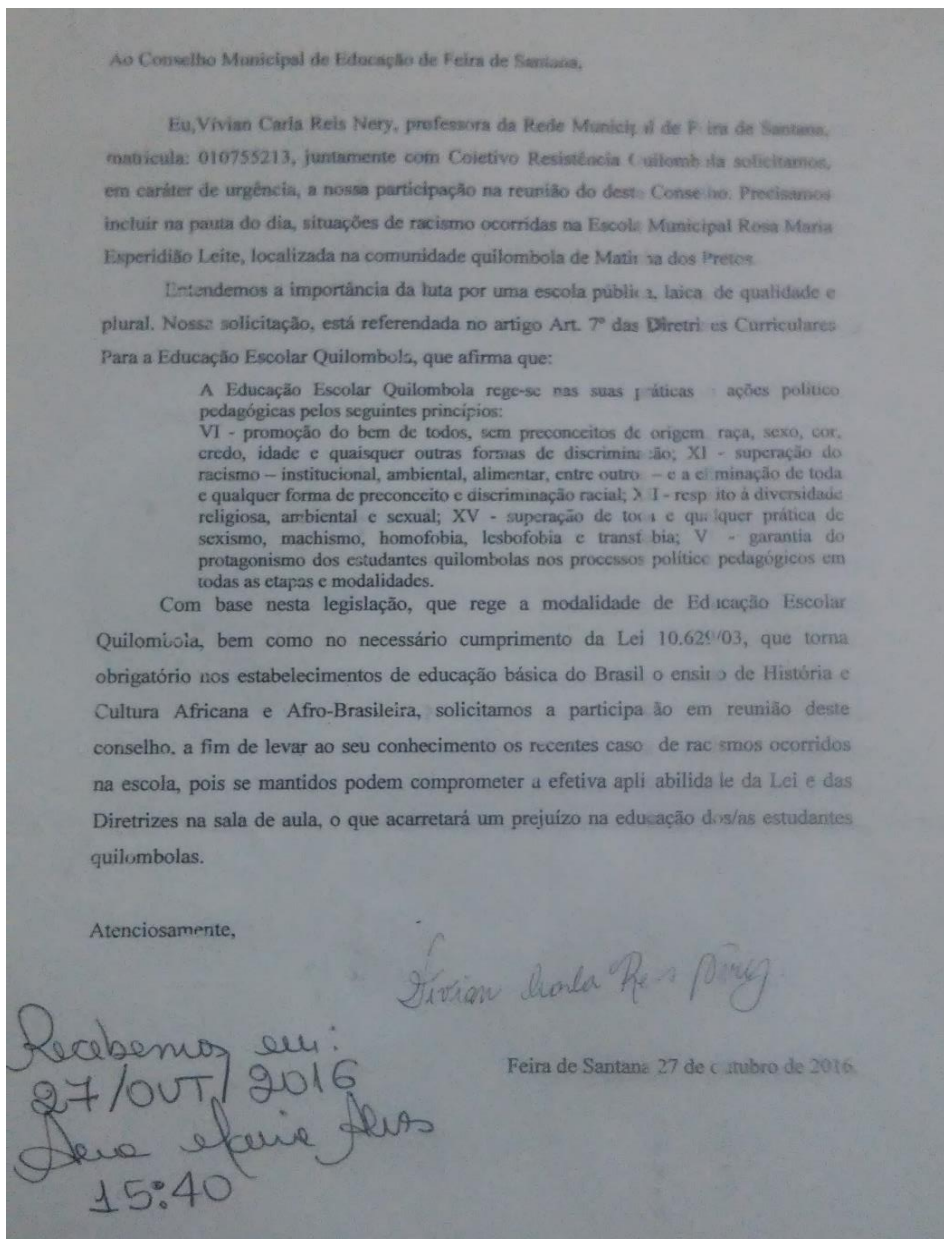 Ao Conselho Municipal de Educação de Feira de Santana,
Eu,Vivian Carla Reis Nery, professora da Rede Municipal de Feira de Santana,
matrícula: 010755213, juntamente com Coletivo Resistência Quilombola solicitamos,
em caráter de urgência, a nossa participação na reunião do deste Conselho. Precisamos
incluir na pauta do dia, situações de racismo ocorridas na Escola Municipal Rosa Maria
Esperidião Leite, localizada na comunidade quilombola de Matinha dos Pretos.
Entendemos a importância da luta por uma escola pública, laica, de qualidade e
plural. Nossa solicitação, está referendada no artigo Art. 7º das Diretrizes Curriculares
Para a Educação Escolar Quilombola, que afirma que:
A Educação Escolar Quilombola rege-se nas suas práticas e ações político
pedagógicas pelos seguintes princípios:
VI - promoção do bem de todos, sem preconceitos de origem, raça, sexo, cor,
credo, idade e quaisquer outras formas de discriminação; XI - superação do
racismo – institucional, ambiental, alimentar, entre outros – e a eliminação de toda
e qualquer forma de preconceito e discriminação racial; - respeito à diversidade
religiosa, ambiental e sexual; XV - superação de toda e qualquer prática de
sexismo, machismo, homofobia, lesbofobia e transfobia; - garantia do
protagonismo dos estudantes quilombolas nos processos político pedagógicos em
todas as etapas e modalidades.
Com base nesta legislação, que rege a modalidade de Educação Escolar
Quilombola, bem como no necessário cumprimento da Lei 10.629/03, que torna
obrigatório nos estabelecimentos de educação básica do Brasil o ensino de História e
Cultura Africana e Afro-Brasileira, solicitamos a participação em reunião deste
conselho, a fim de levar ao seu conhecimento os recentes casos de racismos ocorridos
na escola, pois se mantidos podem comprometer a efetiva aplicabilidade da Lei e das
Diretrizes na sala de aula, o que acarretará um prejuízo na educação dos/as estudantes
quilombolas.
Atenciosamente,
Vivian Carla Reis Nery
Feira de Santana 27 de outubro de 2016.
Recebemos em:
27/OUT/2016
Ana Maria Alves
15:40